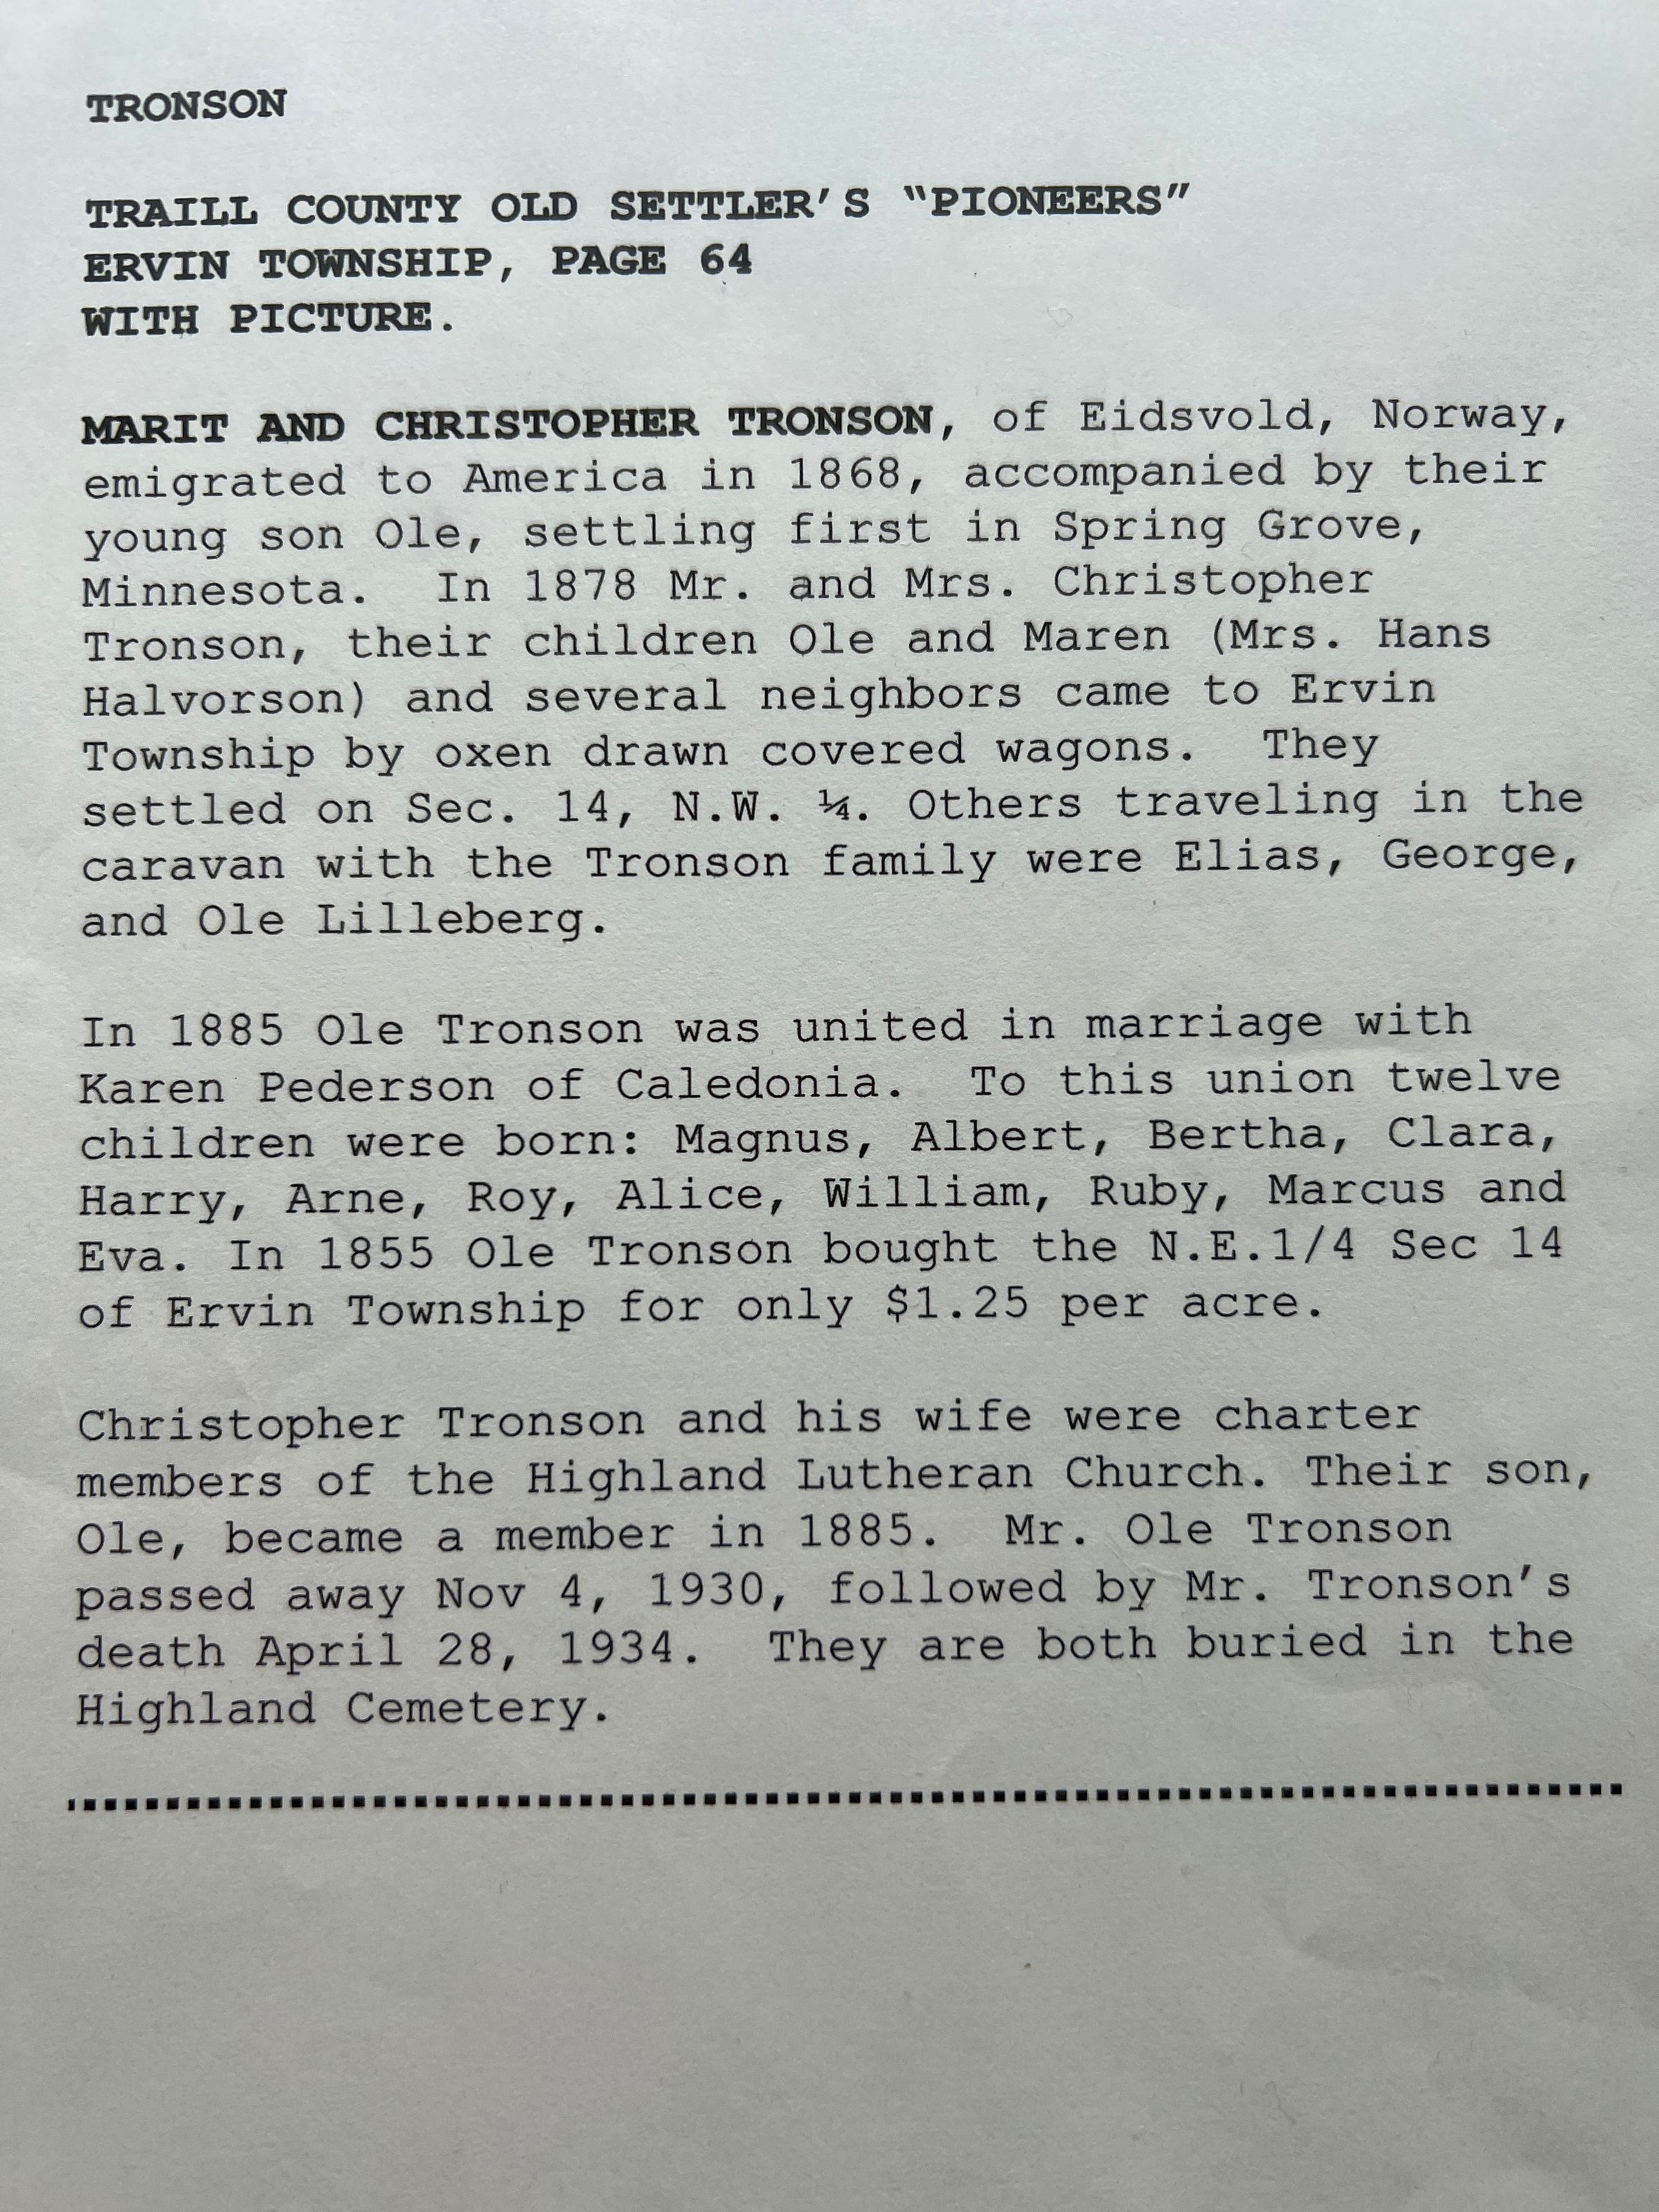 TRONSON
TRAILL COUNTY OLD SETTLER'S “PIONEERS”
ERVIN TOWNSHIP, PAGE 64
WITH PICTURE.
MARIT AND CHRISTOPHER TRONSON, of Eidsvold, Norway,
emigrated to America in 1868, accompanied by their
young son Ole, settling first in Spring Grove,
Minnesota.  In 1878 Mr. and Mrs. Christopher
Tronson, their children Ole and Maren (Mrs. Hans
Halvorson) and several neighbors came to Ervin
Township by oxen drawn covered wagons.  They
settled on Sec. 14, N.W. ¼. Others traveling in the
caravan with the Tronson family were Elias, George,
and Ole Lilleberg.
In 1885 Ole Tronson was united in marriage with
Karen Pederson of Caledonia.  To this union twelve
children were born: Magnus, Albert, Bertha, Clara,
Harry, Arne, Roy, Alice, William, Ruby, Marcus and
Eva. In 1855 Ole Tronson bought the N.E.1/4 Sec 14
of Ervin Township for only $1.25 per acre.
Christopher Tronson and his wife were charter
members of the Highland Lutheran Church. Their son,
Ole, became a member in 1885.  Mr. Ole Tronson
passed away Nov 4, 1930, followed by Mr. Tronson's
death April 28, 1934.  They are both buried in the
Highland Cemetery.